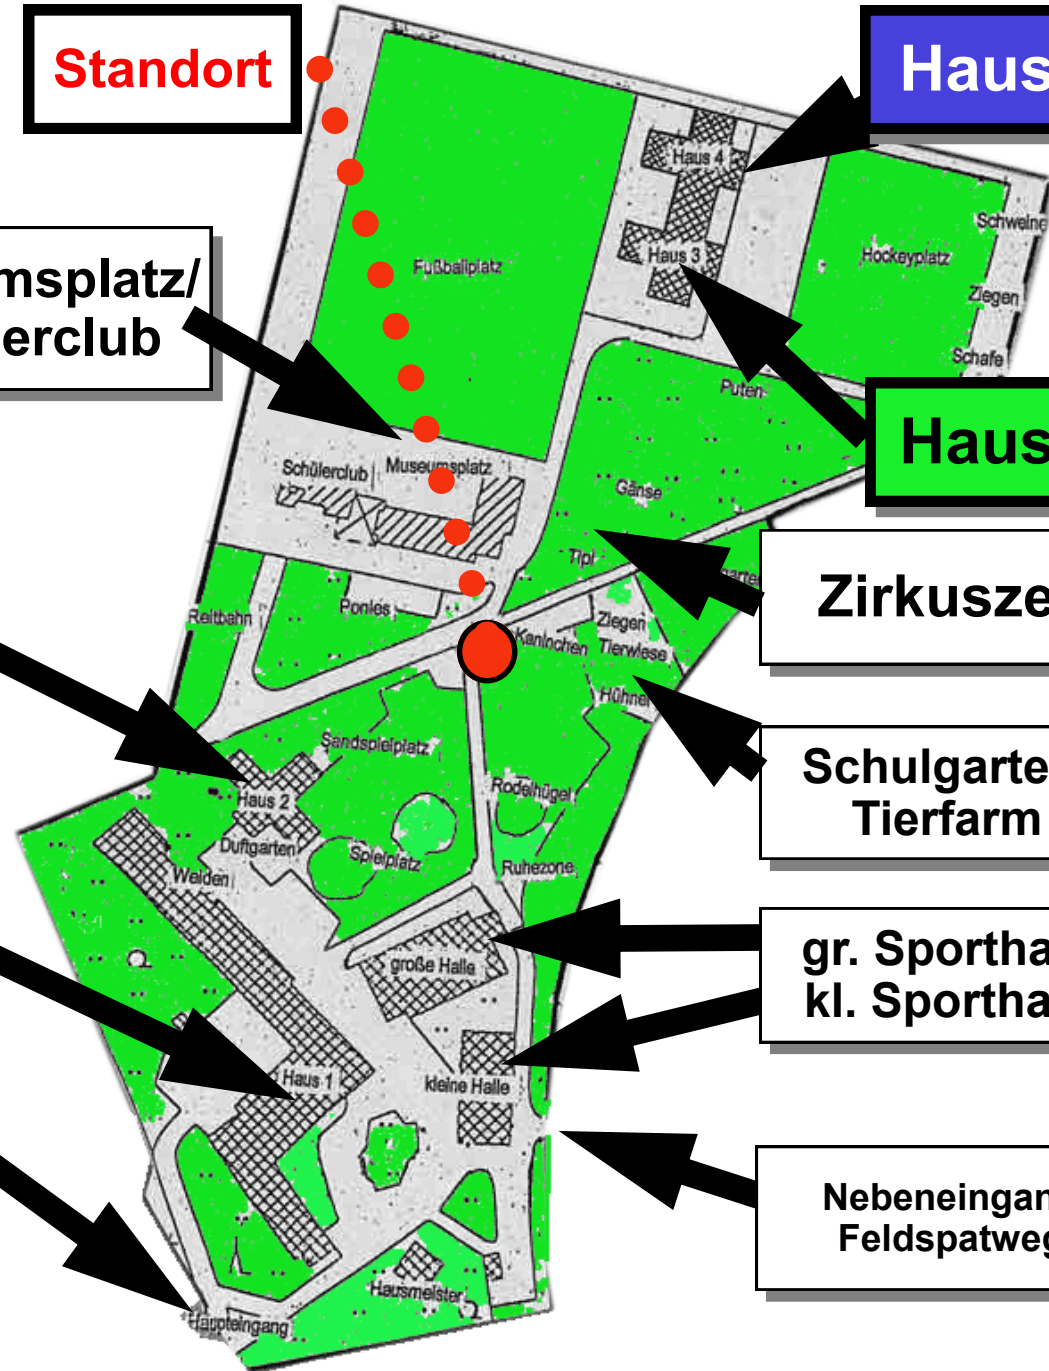 Standort
Haus
Haus 4
Schweine
Haus 3
Hockeyplatz
Fußballplatz
msplatz/
erclub
Ziegen
Schafe
Puten
Haus
Schülerclub
Museumsplatz
Gänse
Tipi
garten
Zirkusze
Ponies
Reitbahn
Ziegen
Kaninchen
Tierwiese
Hühner
Sandspielplatz
Schulgarte
Tierfarm
Rodelhügel
Haus 2
Duftgarten
Spielplatz
Ruhezone
Weiden
gr. Sportha
kl. Sportha
große Halle
Haus 1
kleine Halle
Nebeneingan
Feldspatweg
Hausmeister
Haupteingang